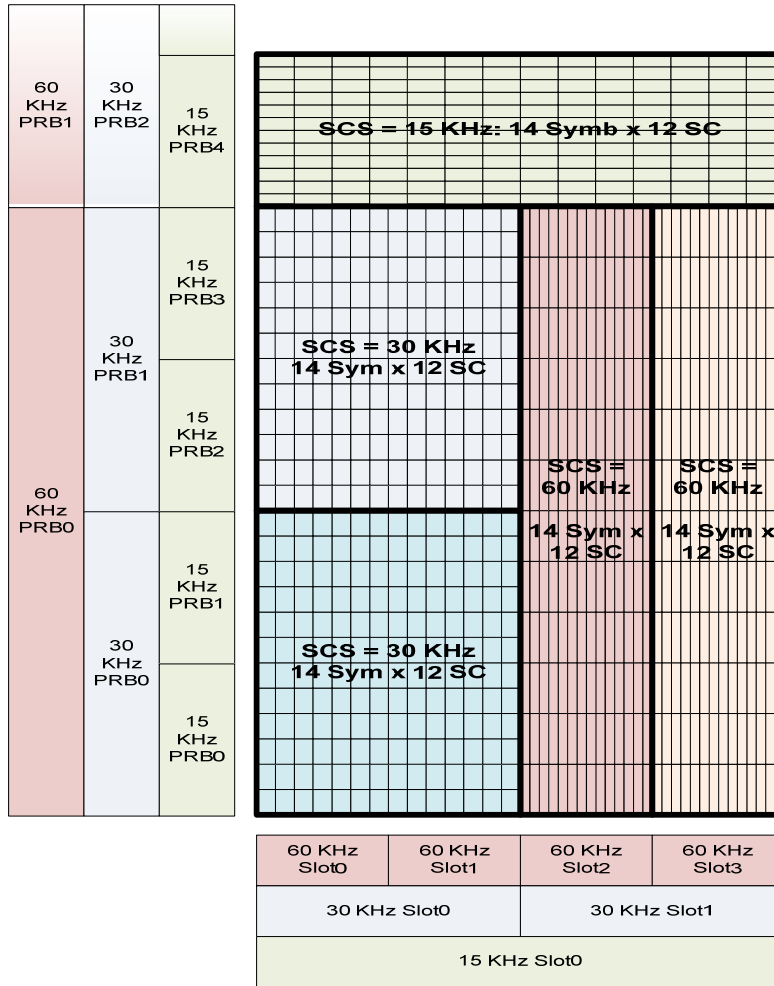 60
KHz
PRB1
30
KHz
PRB2
15
KHz
PRB4
60
KHz
PRB0
30
KHz
PRB1
15
KHz
PRB3
15
KHz
PRB2
30
KHz
PRB0
15
KHz
PRB1
15
KHz
PRB0
SCS = 15 KHz: 14 Symb x 12 SC
SCS = 30 KHz
14 Sym x 12 SC
SCS = 30 KHz
14 Sym x 12 SC
SCS =
60 KHz
14 Sym x
12 SC
SCS =
60 KHz
14 Sym x
12 SC
60 KHz
Slot0
60 KHz
Slot1
60 KHz
Slot2
60 KHz
Slot3
30 KHz Slot0
30 KHz Slot1
15 KHz Slot0